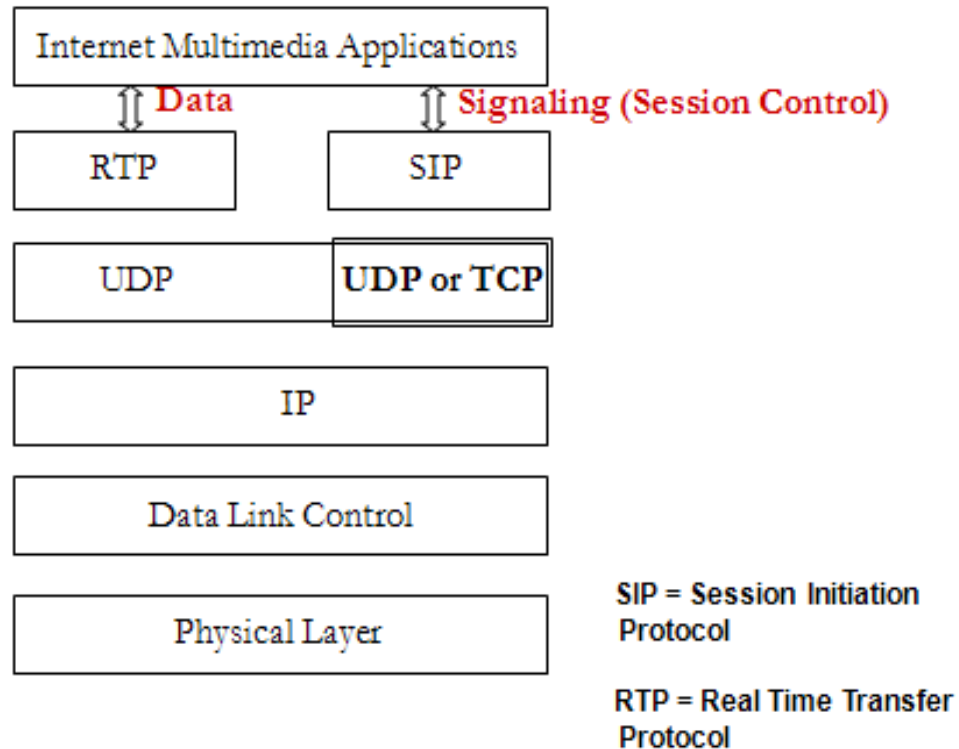 Internet Multimedia Applications
Data
Signaling (Session Control)
RTP
SIP
UDP
UDP or TCP
IP
Data Link Control
Physical Layer
SIP = Session Initiation
Protocol
RTP = Real Time Transfer
Protocol